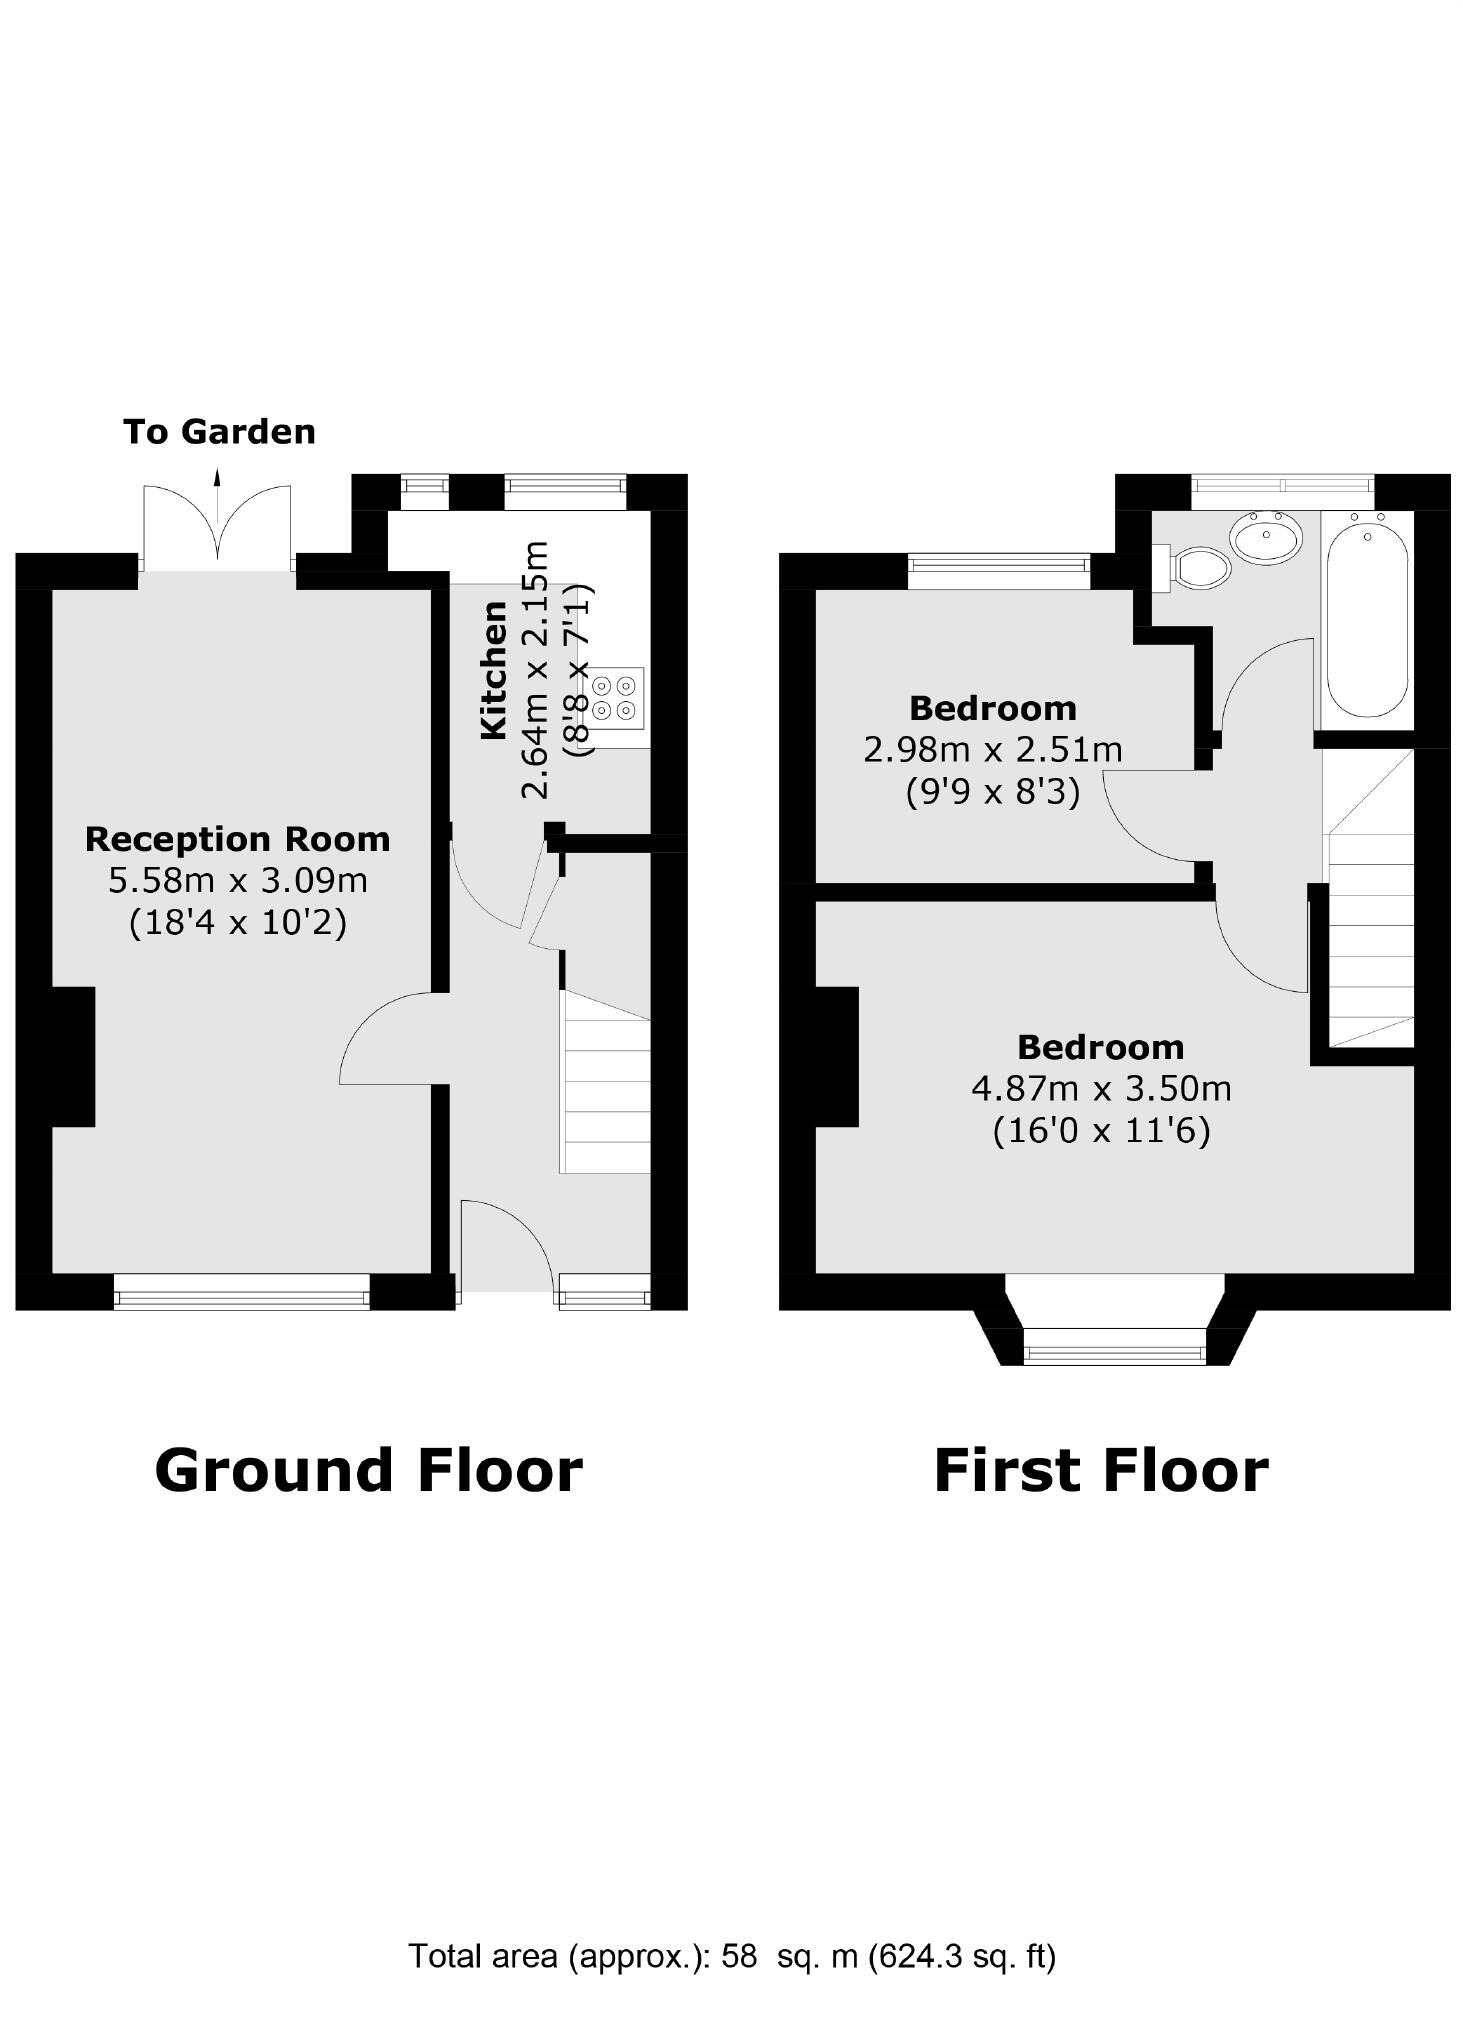 To Garden
Kitchen
2.64m x 2.15m
(8'8 x 7'1)
Reception Room
5.58m x 3.09m
(18'4 x 10'2)
Bedroom
2.98m x 2.51m
(9'9 x 8'3)
Bedroom
4.87m x 3.50m
(16'0 x 11'6)
Ground Floor
First Floor
Total area (approx.): 58 sq. m (624.3 sq. ft)